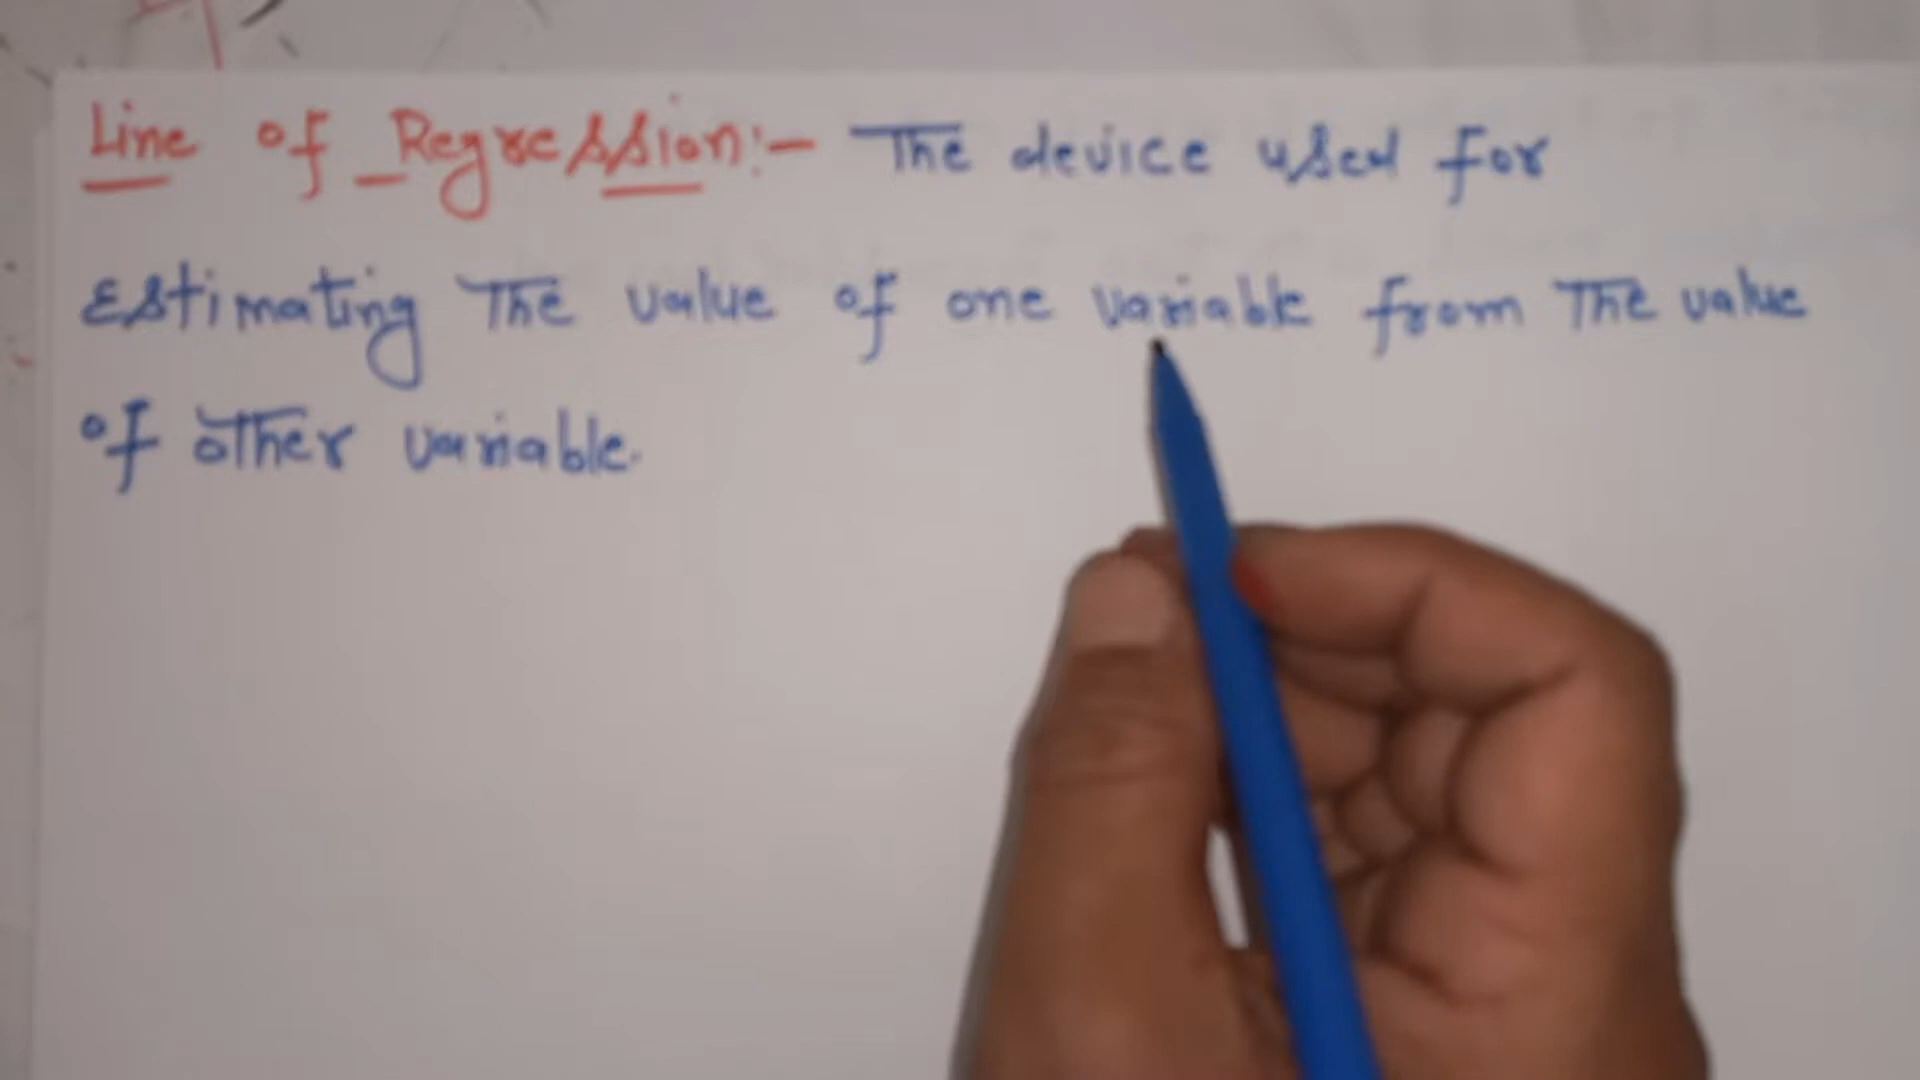 Line of Regression:- The device used for
Estimating The value of one variable from The value
of other variable.